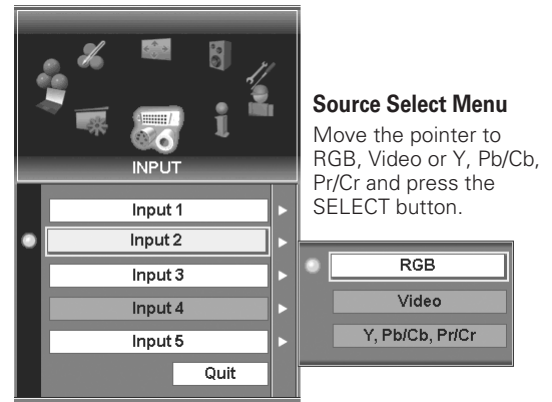 INPUT
Input 1
Input 2
Input 3
Input 4
Input 5
Quit
Source Select Menu
Move the pointer to
RGB, Video or Y, Pb/Cb,
Pr/Cr and press the
SELECT button.
RGB
Video
Y, Pb/Cb, Pr/Cr